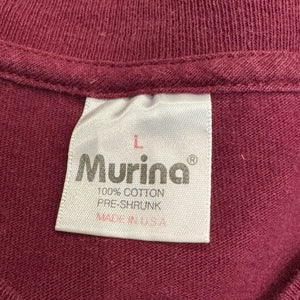 L
Murina®
100% COTTON
PRE-SHRUNK
MADE IN U.S.A